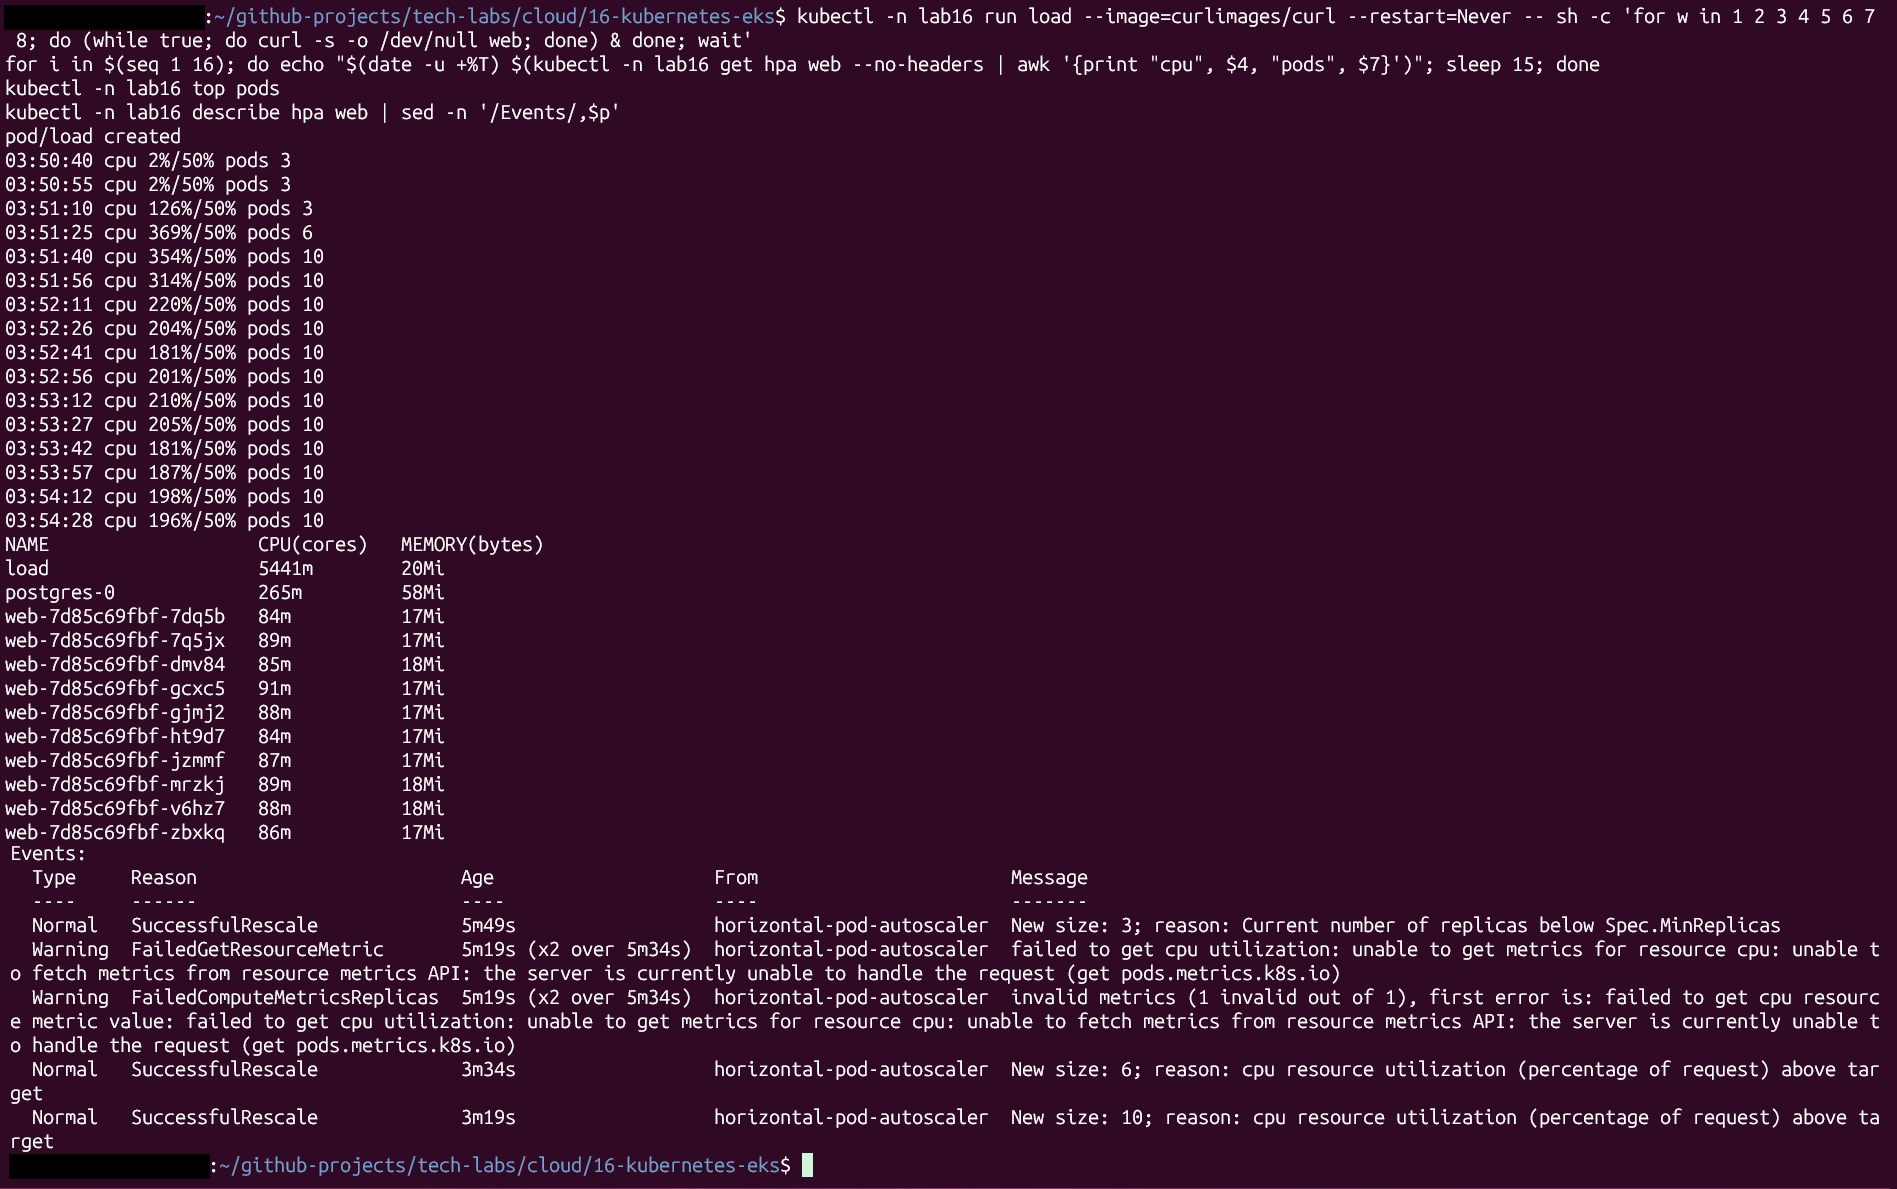 :~/github-projects/tech-labs/cloud/16-kubernetes-eks$ kubectl -n lab16 run load --image=curlimages/curl --restart=Never -- sh -c 'for w in 1 2 3 4 5 6 7
 8; do (while true; do curl -s -o /dev/null web; done) & done; wait'
for i in $(seq 1 16); do echo "$(date -u +%T) $(kubectl -n lab16 get hpa web --no-headers | awk '{print "cpu", $4, "pods", $7}')"; sleep 15; done
kubectl -n lab16 top pods
kubectl -n lab16 describe hpa web | sed -n '/Events/,$p'
pod/load created
03:50:40 cpu 2%/50% pods 3
03:50:55 cpu 2%/50% pods 3
03:51:10 cpu 126%/50% pods 3
03:51:25 cpu 369%/50% pods 6
03:51:40 cpu 354%/50% pods 10
03:51:56 cpu 314%/50% pods 10
03:52:11 cpu 220%/50% pods 10
03:52:26 cpu 204%/50% pods 10
03:52:41 cpu 181%/50% pods 10
03:52:56 cpu 201%/50% pods 10
03:53:12 cpu 210%/50% pods 10
03:53:27 cpu 205%/50% pods 10
03:53:42 cpu 181%/50% pods 10
03:53:57 cpu 187%/50% pods 10
03:54:12 cpu 198%/50% pods 10
03:54:28 cpu 196%/50% pods 10
NAME                   CPU(cores)   MEMORY(bytes)
load                   5441m        20Mi
postgres-0             265m         58Mi
web-7d85c69fbf-7dq5b   84m          17Mi
web-7d85c69fbf-7q5jx   89m          17Mi
web-7d85c69fbf-dmv84   85m          18Mi
web-7d85c69fbf-gcxc5   91m          17Mi
web-7d85c69fbf-gjmj2   88m          17Mi
web-7d85c69fbf-ht9d7   84m          17Mi
web-7d85c69fbf-jzmmf   87m          17Mi
web-7d85c69fbf-mrzkj   89m          18Mi
web-7d85c69fbf-v6hz7   88m          18Mi
web-7d85c69fbf-zbxkq   86m          17Mi
Events:
  Type     Reason                        Age                    From                       Message
  ----     ------                        ----                   ----                       -------
  Normal   SuccessfulRescale             5m49s                  horizontal-pod-autoscaler  New size: 3; reason: Current number of replicas below Spec.MinReplicas
  Warning  FailedGetResourceMetric       5m19s (x2 over 5m34s)  horizontal-pod-autoscaler  failed to get cpu utilization: unable to get metrics for resource cpu: unable t
o fetch metrics from resource metrics API: the server is currently unable to handle the request (get pods.metrics.k8s.io)
  Warning  FailedComputeMetricsReplicas  5m19s (x2 over 5m34s)  horizontal-pod-autoscaler  invalid metrics (1 invalid out of 1), first error is: failed to get cpu resourc
e metric value: failed to get cpu utilization: unable to get metrics for resource cpu: unable to fetch metrics from resource metrics API: the server is currently unable t
o handle the request (get pods.metrics.k8s.io)
  Normal   SuccessfulRescale             3m34s                  horizontal-pod-autoscaler  New size: 6; reason: cpu resource utilization (percentage of request) above tar
get
  Normal   SuccessfulRescale             3m19s                  horizontal-pod-autoscaler  New size: 10; reason: cpu resource utilization (percentage of request) above ta
rget
:~/github-projects/tech-labs/cloud/16-kubernetes-eks$